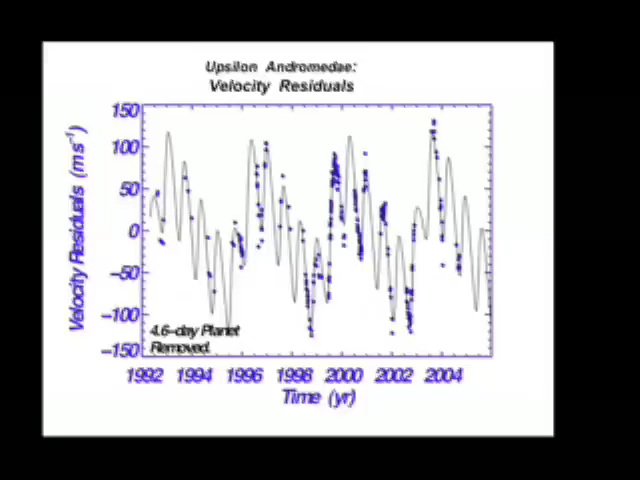 Upsilon Andromedae:
Velocity Residuals
150
100
50
0
−50
−100
−150
Velocity Residuals (m s⁻¹)
4.6−day Planet
Removed.
1992 1994 1996 1998 2000 2002 2004
Time (yr)